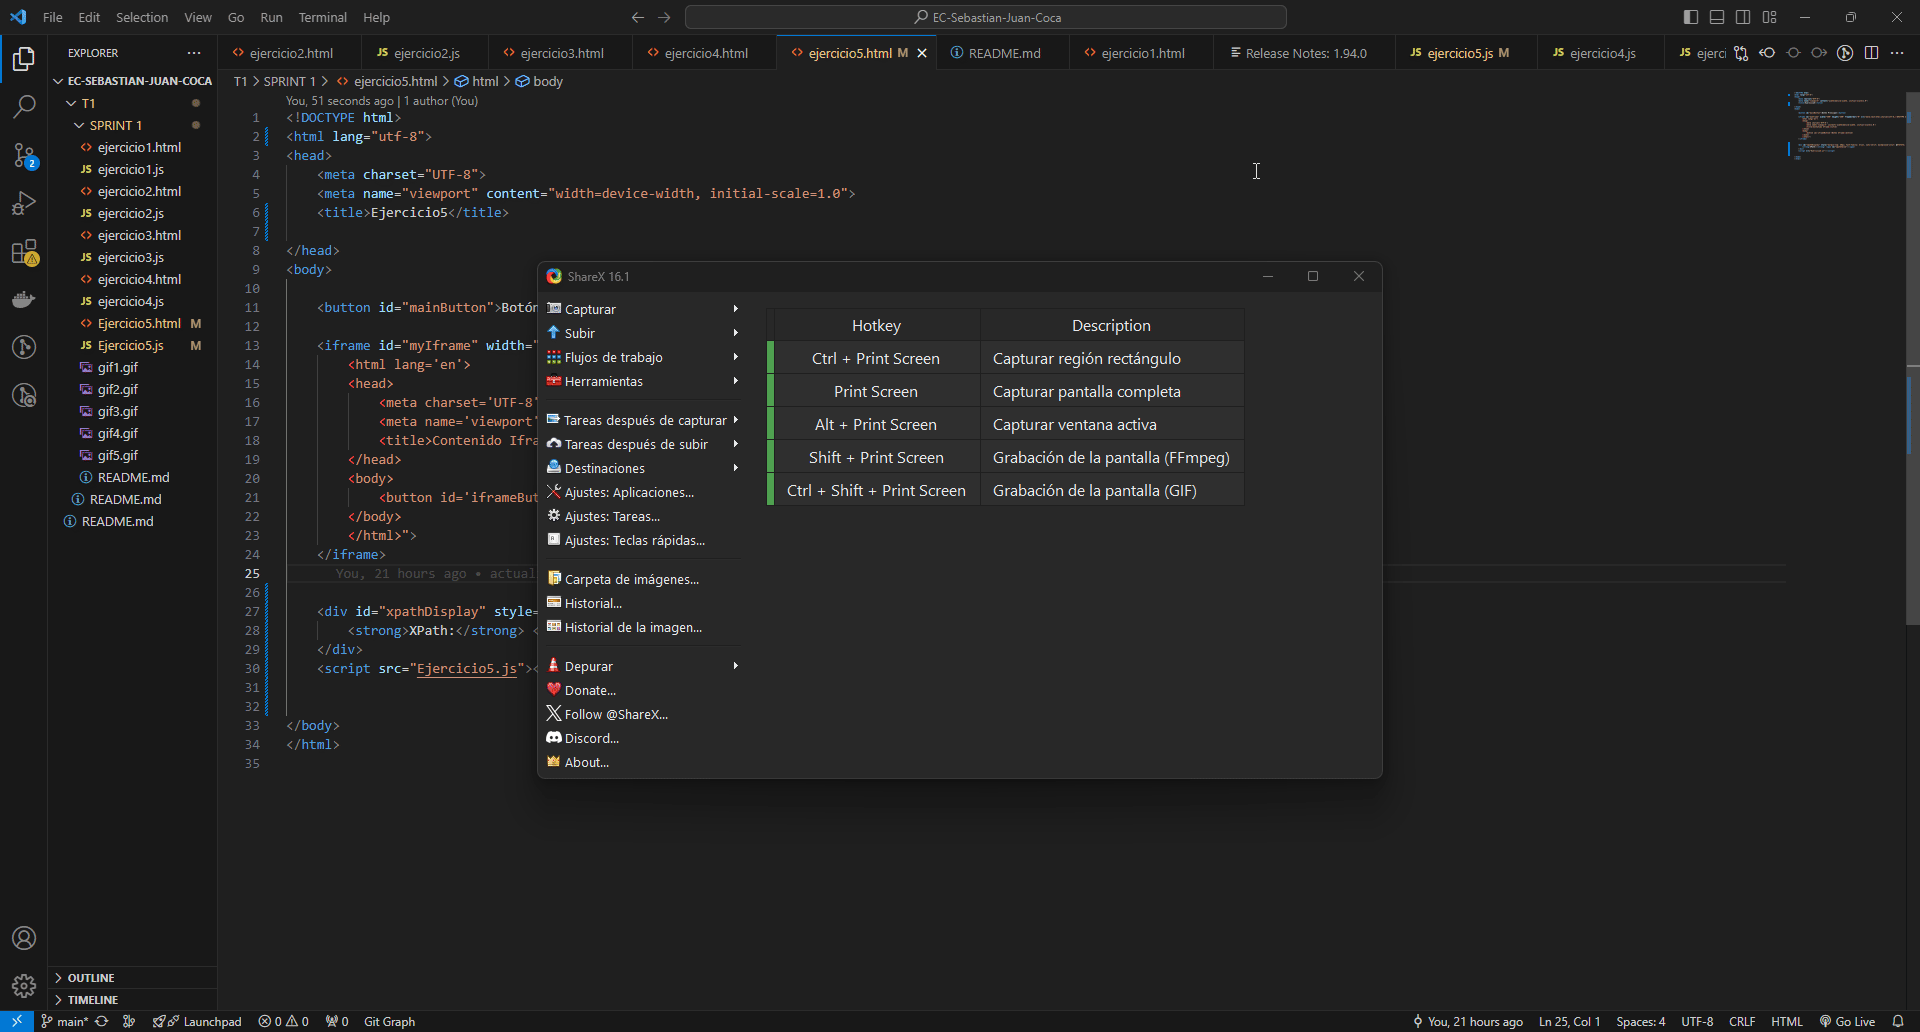 File Edit Selection View Go Run Terminal Help
EC-Sebastian-Juan-Coca
EXPLORER
ejercicio2.html
JS ejercicio2.js
ejercicio3.html
ejercicio4.html
ejercicio5.html M
README.md
ejercicio1.html
Release Notes: 1.94.0
JS ejercicio5.js M
JS ejercicio4.js
JS ejerci
T1 > SPRINT 1 > ejercicio5.html > html > body
EC-SEBASTIAN-JUAN-COCA
T1
SPRINT 1
ejercicio1.html
JS ejercicio1.js
ejercicio2.html
JS ejercicio2.js
ejercicio3.html
JS ejercicio3.js
ejercicio4.html
JS ejercicio4.js
Ejercicio5.html M
JS Ejercicio5.js M
gif1.gif
gif2.gif
gif3.gif
gif4.gif
gif5.gif
README.md
README.md
README.md
2
OUTLINE
TIMELINE
You, 51 seconds ago | 1 author (You)
1 <!DOCTYPE html>
2 <html lang="utf-8">
3 <head>
4 <meta charset="UTF-8">
5 <meta name="viewport" content="width=device-width, initial-scale=1.0">
6 <title>Ejercicio5</title>
7
8 </head>
9 <body>
10
11 <button id="mainButton">Botón
12
13 <iframe id="myIframe" width="
14 <html lang='en'>
15 <head>
16 <meta charset='UTF-8'
17 <meta name='viewport'
18 <title>Contenido Ifra
19 </head>
20 <body>
21 <button id='iframeBut
22 </body>
23 </html>">
24 </iframe>
25 You, 21 hours ago • actual
26
27 <div id="xpathDisplay" style=
28 <strong>XPath:</strong> <
29 </div>
30 <script src="Ejercicio5.js"><
31
32
33 </body>
34 </html>
35
ShareX 16.1
Capturar
Subir
Flujos de trabajo
Herramientas
Tareas después de capturar
Tareas después de subir
Destinaciones
Ajustes: Aplicaciones...
Ajustes: Tareas...
Ajustes: Teclas rápidas...
Carpeta de imágenes...
Historial...
Historial de la imagen...
Depurar
Donate...
Follow @ShareX...
Discord...
About...
Hotkey Description
Ctrl + Print Screen Capturar región rectángulo
Print Screen Capturar pantalla completa
Alt + Print Screen Capturar ventana activa
Shift + Print Screen Grabación de la pantalla (FFmpeg)
Ctrl + Shift + Print Screen Grabación de la pantalla (GIF)
main* Launchpad 0 0 0 Git Graph
You, 21 hours ago Ln 25, Col 1 Spaces: 4 UTF-8 CRLF HTML Go Live